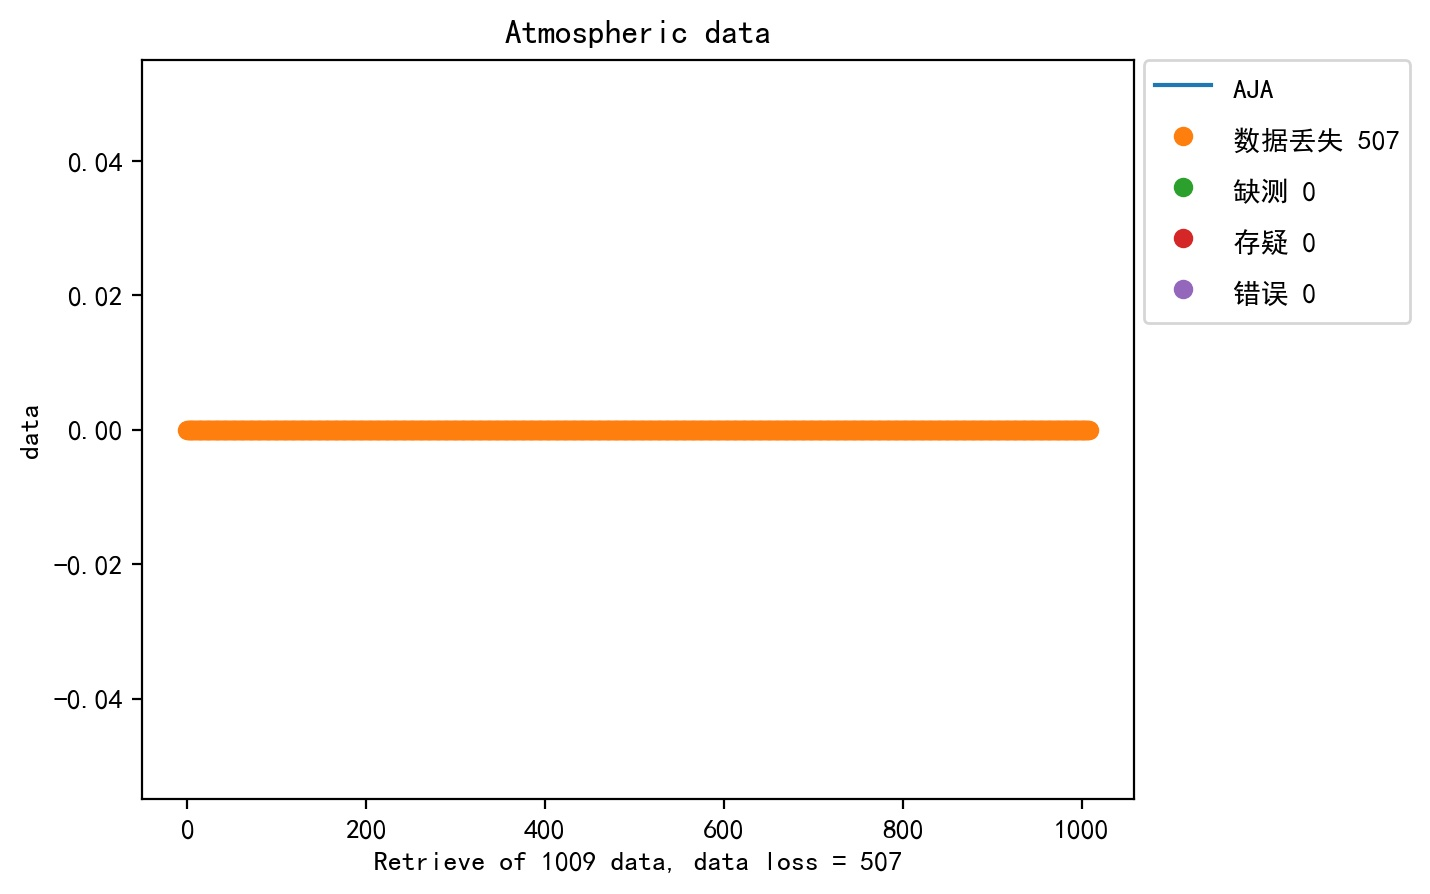 Atmospheric data
AJA
数据丢失 507
缺测 0
存疑 0
错误 0
data
0.04
0.02
0.00
-0.02
-0.04
0 200 400 600 800 1000
Retrieve of 1009 data, data loss = 507